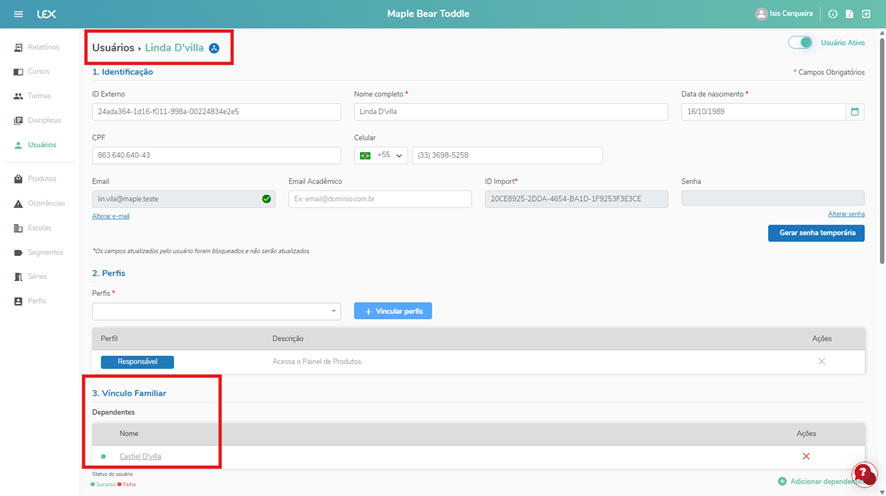 LEX
Maple Bear Toddle
Isis Cerqueira
Relatórios
Cursos
Turmas
Disciplinas
Usuários
Produtos
Ocorrências
Escolas
Segmentos
Séries
Perfis
Usuários › Linda D'villa
Usuário Ativo
1. Identificação
* Campos Obrigatórios
ID Externo
Nome completo *
Data de nascimento *
24ada364-1d16-f011-998a-00224834e2e5
Linda D'villa
16/10/1989
CPF
Celular
863.640.640-43
+55
(33) 3698-5258
Email
Email Acadêmico
ID Import*
Senha
lin.vila@maple.teste
Ex: email@dominio.com.br
20CEB925-2DDA-4654-BA1D-1F9253F3E3CE
Alterar e-mail
Alterar senha
Gerar senha temporária
*Os campos atualizados pelo usuário foram bloqueados e não serão atualizados.
2. Perfis
Perfis *
+ Vincular perfis
Perfil
Descrição
Ações
Responsável
Acessa o Painel de Produtos.
3. Vínculo Familiar
Dependentes
Nome
Ações
Castiel D'villa
Status do usuário
Sucesso
Falha
Adicionar dependente
?